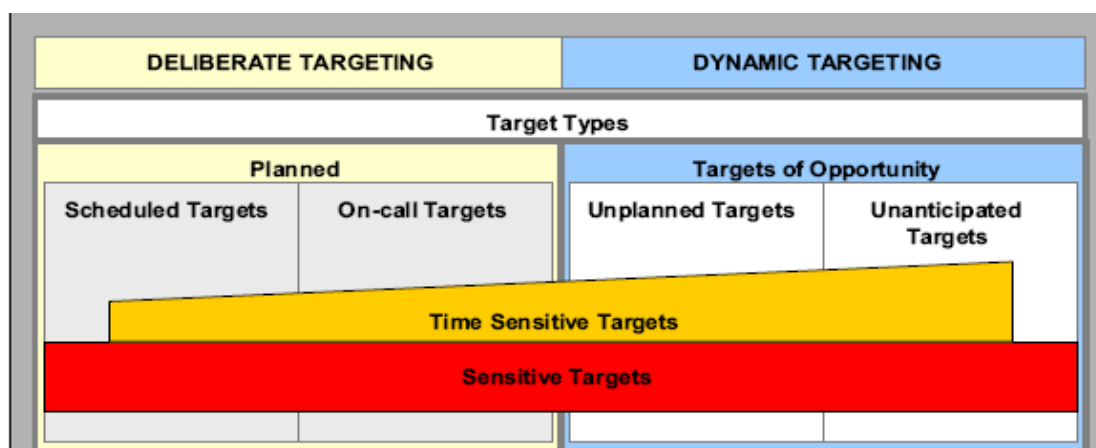 DELIBERATE TARGETING
DYNAMIC TARGETING
Target Types
Planned
Targets of Opportunity
Scheduled Targets
On-call Targets
Unplanned Targets
Unanticipated
Targets
Time Sensitive Targets
Sensitive Targets